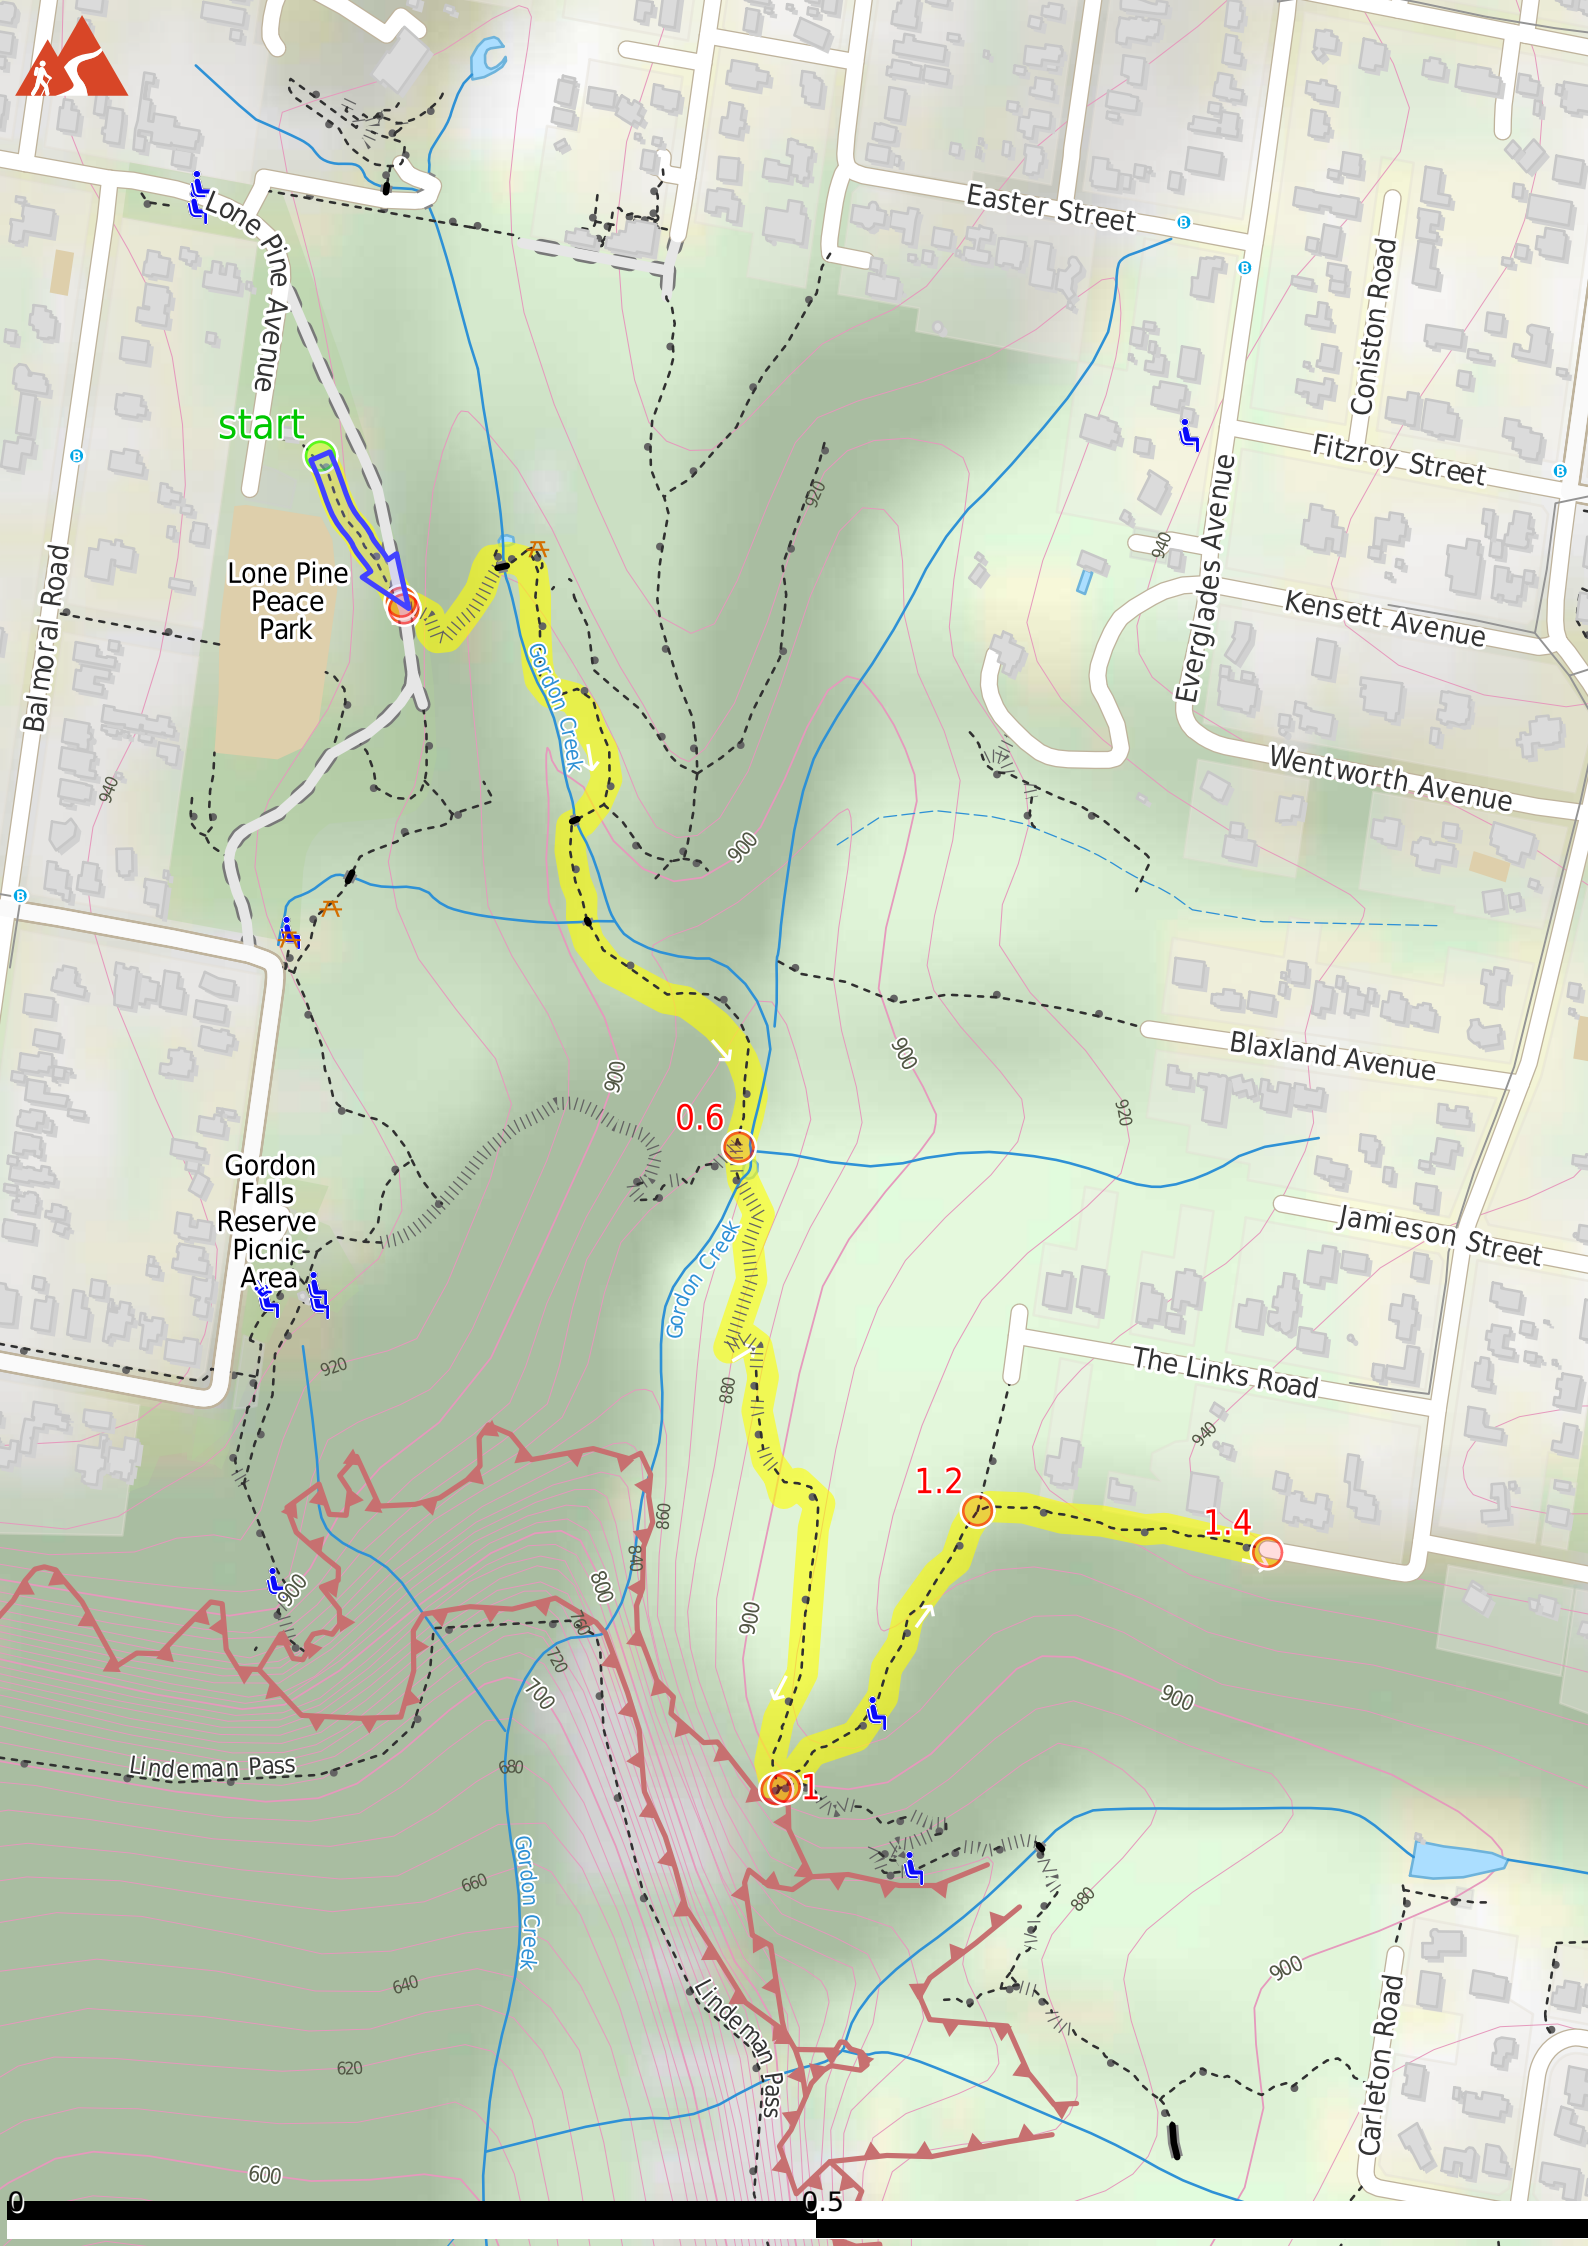 Easter Street
Lone Pine Avenue
Coniston Road
start
Fitzroy Street
920
940
Everglades Avenue
Lone Pine
Peace
Park
Balmoral Road
Kensett Avenue
Gordon Creek
Wentworth Avenue
940
900
Blaxland Avenue
900
900
920
0.6
Gordon
Falls
Reserve
Picnic
Area
Jamieson Street
Gordon Creek
920
880
The Links Road
940
1.2
1.4
860
840
900
800
760
900
720
700
900
Lindeman Pass
680
1
Gordon Creek
660
880
640
900
Lindeman Pass
Carleton Road
620
600
0
0.5
B
B
B
B
B